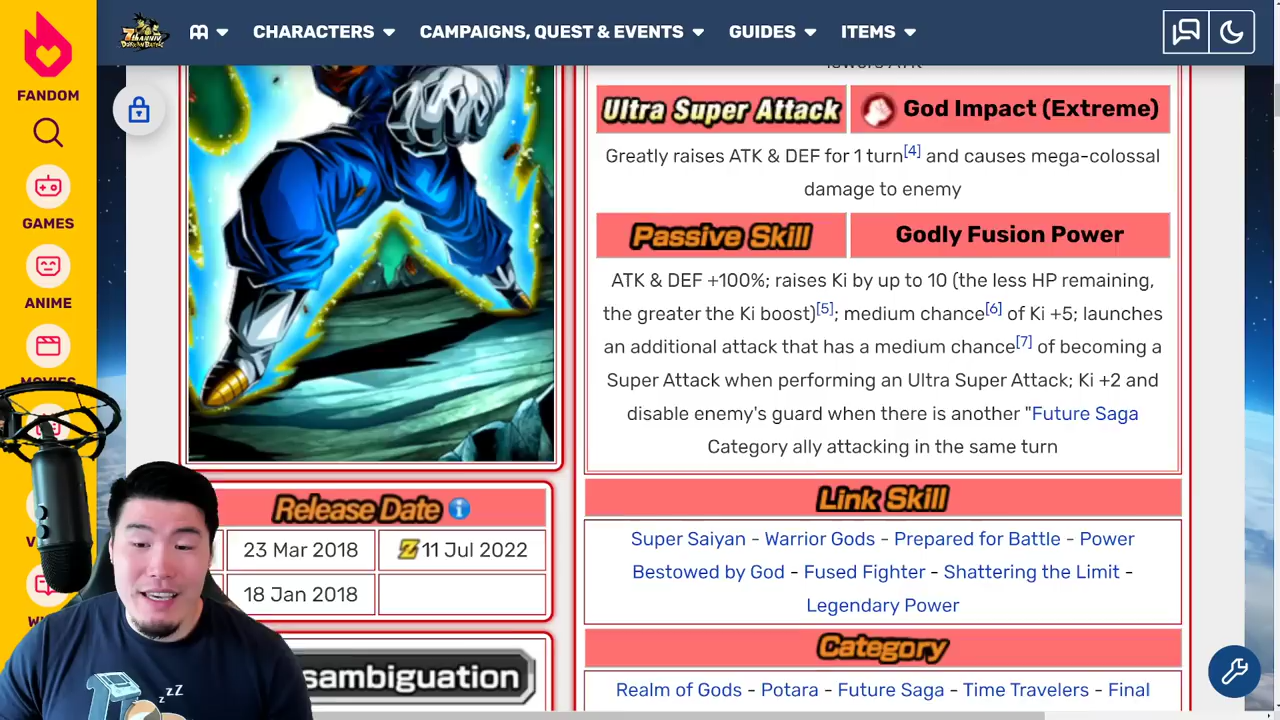 CHARACTERS
CAMPAIGNS, QUEST & EVENTS
GUIDES
ITEMS
FANDOM
GAMES
ANIME
MOVIES
Ultra Super Attack
God Impact (Extreme)
Greatly raises ATK & DEF for 1 turn[4] and causes mega-colossal
damage to enemy
Passive Skill
Godly Fusion Power
ATK & DEF +100%; raises Ki by up to 10 (the less HP remaining,
the greater the Ki boost)[5]; medium chance[6] of Ki +5; launches
an additional attack that has a medium chance[7] of becoming a
Super Attack when performing an Ultra Super Attack; Ki +2 and
disable enemy's guard when there is another "Future Saga
Category ally attacking in the same turn
Release Date
23 Mar 2018
Z 11 Jul 2022
18 Jan 2018
sambiguation
Link Skill
Super Saiyan - Warrior Gods - Prepared for Battle - Power
Bestowed by God - Fused Fighter - Shattering the Limit -
Legendary Power
Category
Realm of Gods - Potara - Future Saga - Time Travelers - Final
zzZ